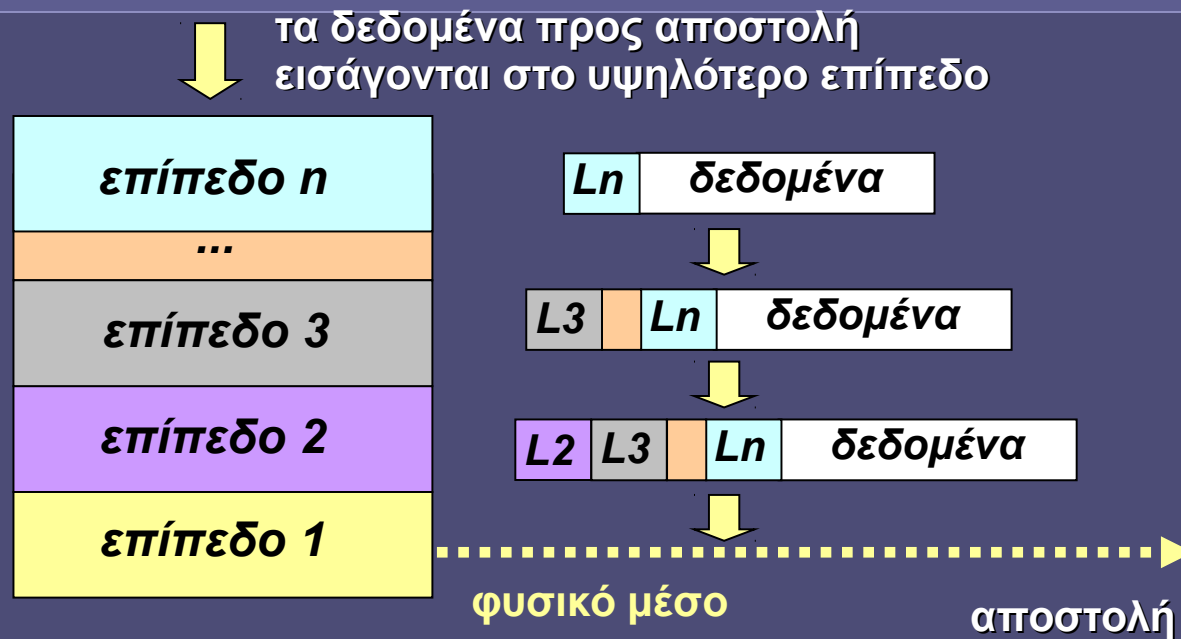 τα δεδομένα προς αποστολή
εισάγονται στο υψηλότερο επίπεδο
επίπεδο n
Ln δεδομένα
...
επίπεδο 3
L3 Ln δεδομένα
επίπεδο 2
L2 L3 Ln δεδομένα
επίπεδο 1
φυσικό μέσο
αποστολή